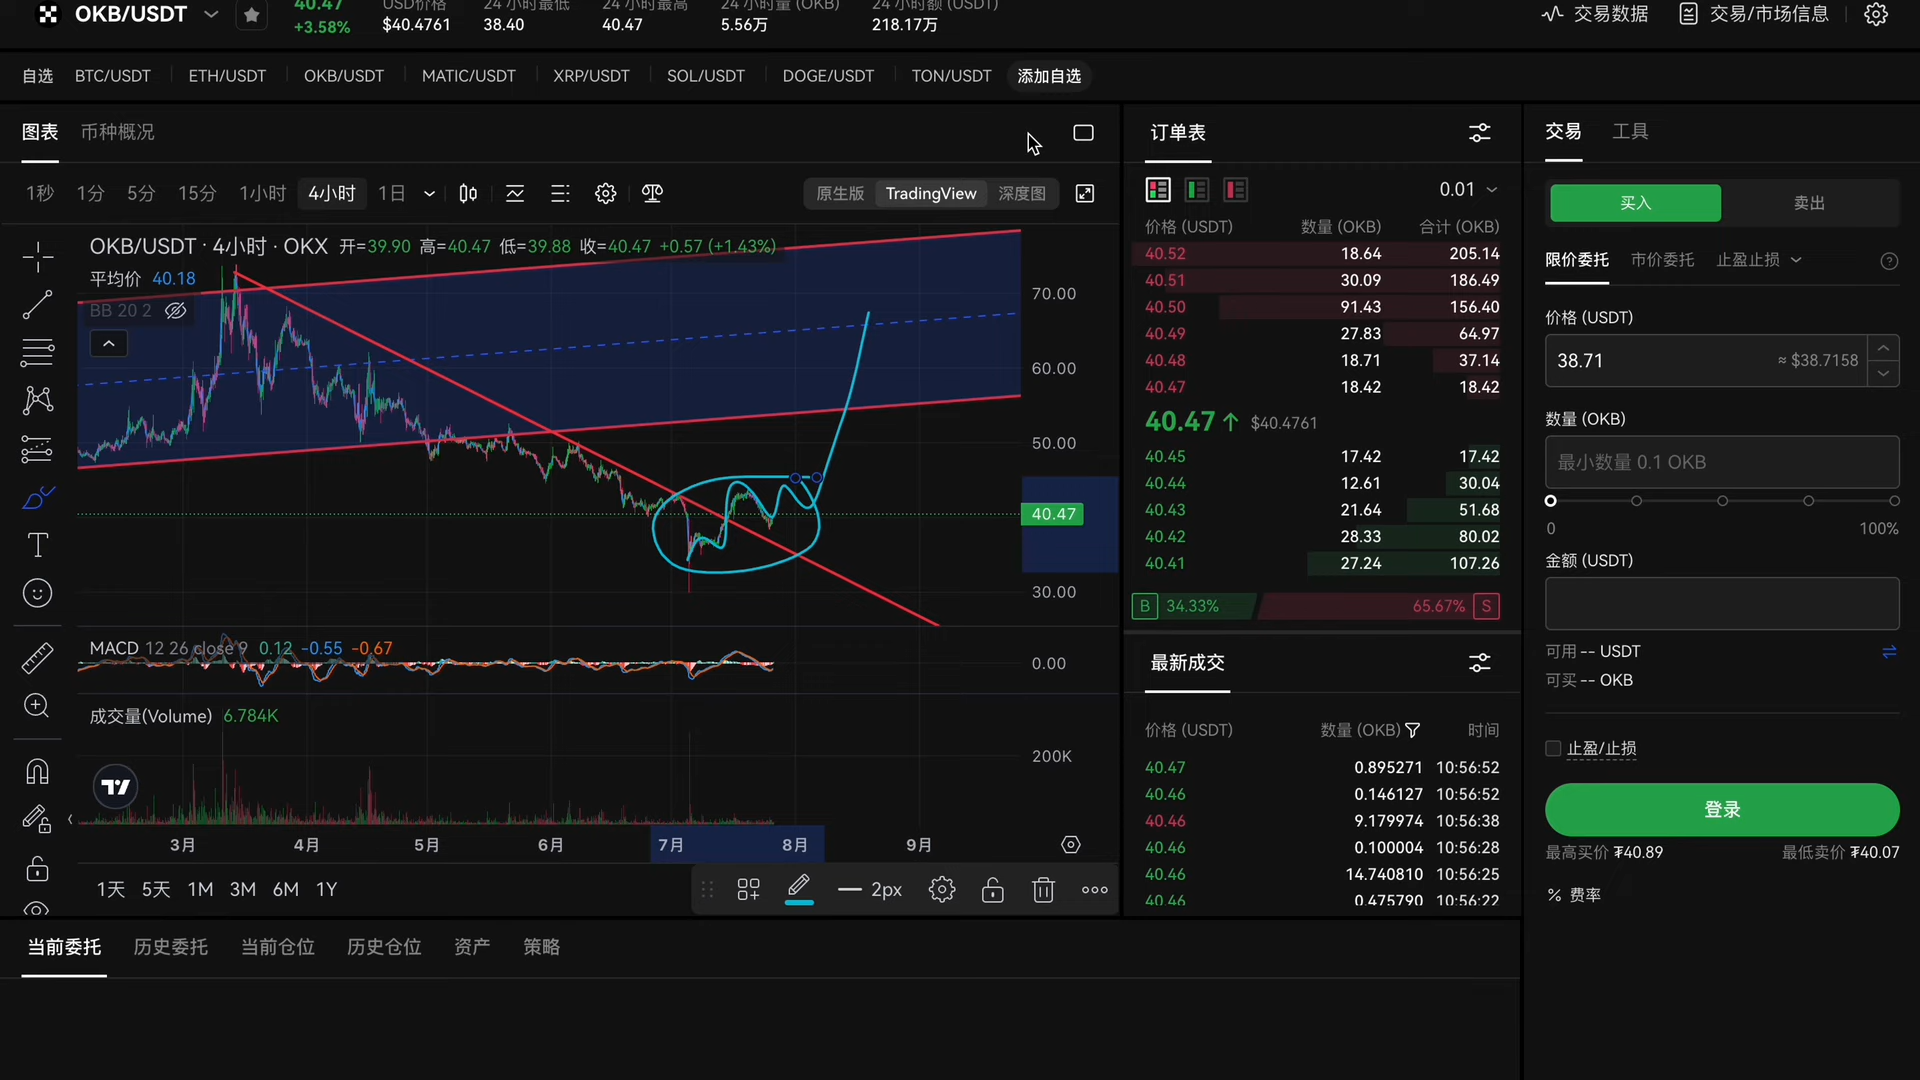 OKB/USDT
40.47
+3.58%
USD价格
$40.4761
24 小时最低
38.40
24 小时最高
40.47
24 小时量 (OKB)
5.56万
24 小时额 (USDT)
218.17万
交易数据
交易/市场信息
自选 BTC/USDT ETH/USDT OKB/USDT MATIC/USDT XRP/USDT SOL/USDT DOGE/USDT TON/USDT 添加自选
图表 币种概况
1秒 1分 5分 15分 1小时 4小时 1日
原生版 TradingView 深度图
OKB/USDT · 4小时 · OKX 开=39.90 高=40.47 低=39.88 收=40.47 +0.57 (+1.43%)
平均价 40.18
BB 20 2
70.00
60.00
50.00
40.47
30.00
MACD 12 26 close 9 0.12 −0.55 −0.67
0.00
成交量(Volume) 6.784K
200K
3月 4月 5月 6月 7月 8月 9月
1天 5天 1M 3M 6M 1Y
2px
订单表
0.01
价格 (USDT) 数量 (OKB) 合计 (OKB)
40.52 18.64 205.14
40.51 30.09 186.49
40.50 91.43 156.40
40.49 27.83 64.97
40.48 18.71 37.14
40.47 18.42 18.42
40.47 $40.4761
40.45 17.42 17.42
40.44 12.61 30.04
40.43 21.64 51.68
40.42 28.33 80.02
40.41 27.24 107.26
B 34.33% 65.67% S
最新成交
价格 (USDT) 数量 (OKB) 时间
40.47 0.895271 10:56:52
40.46 0.146127 10:56:52
40.46 9.179974 10:56:38
40.46 0.100004 10:56:28
40.46 14.740810 10:56:25
40.46 0.475790 10:56:22
交易 工具
买入 卖出
限价委托 市价委托 止盈止损
价格 (USDT)
38.71 ≈ $38.7158
数量 (OKB)
最小数量 0.1 OKB
0 100%
金额 (USDT)
可用 -- USDT
可买 -- OKB
止盈/止损
登录
最高买价 ₮40.89 最低卖价 ₮40.07
% 费率
当前委托 历史委托 当前仓位 历史仓位 资产 策略